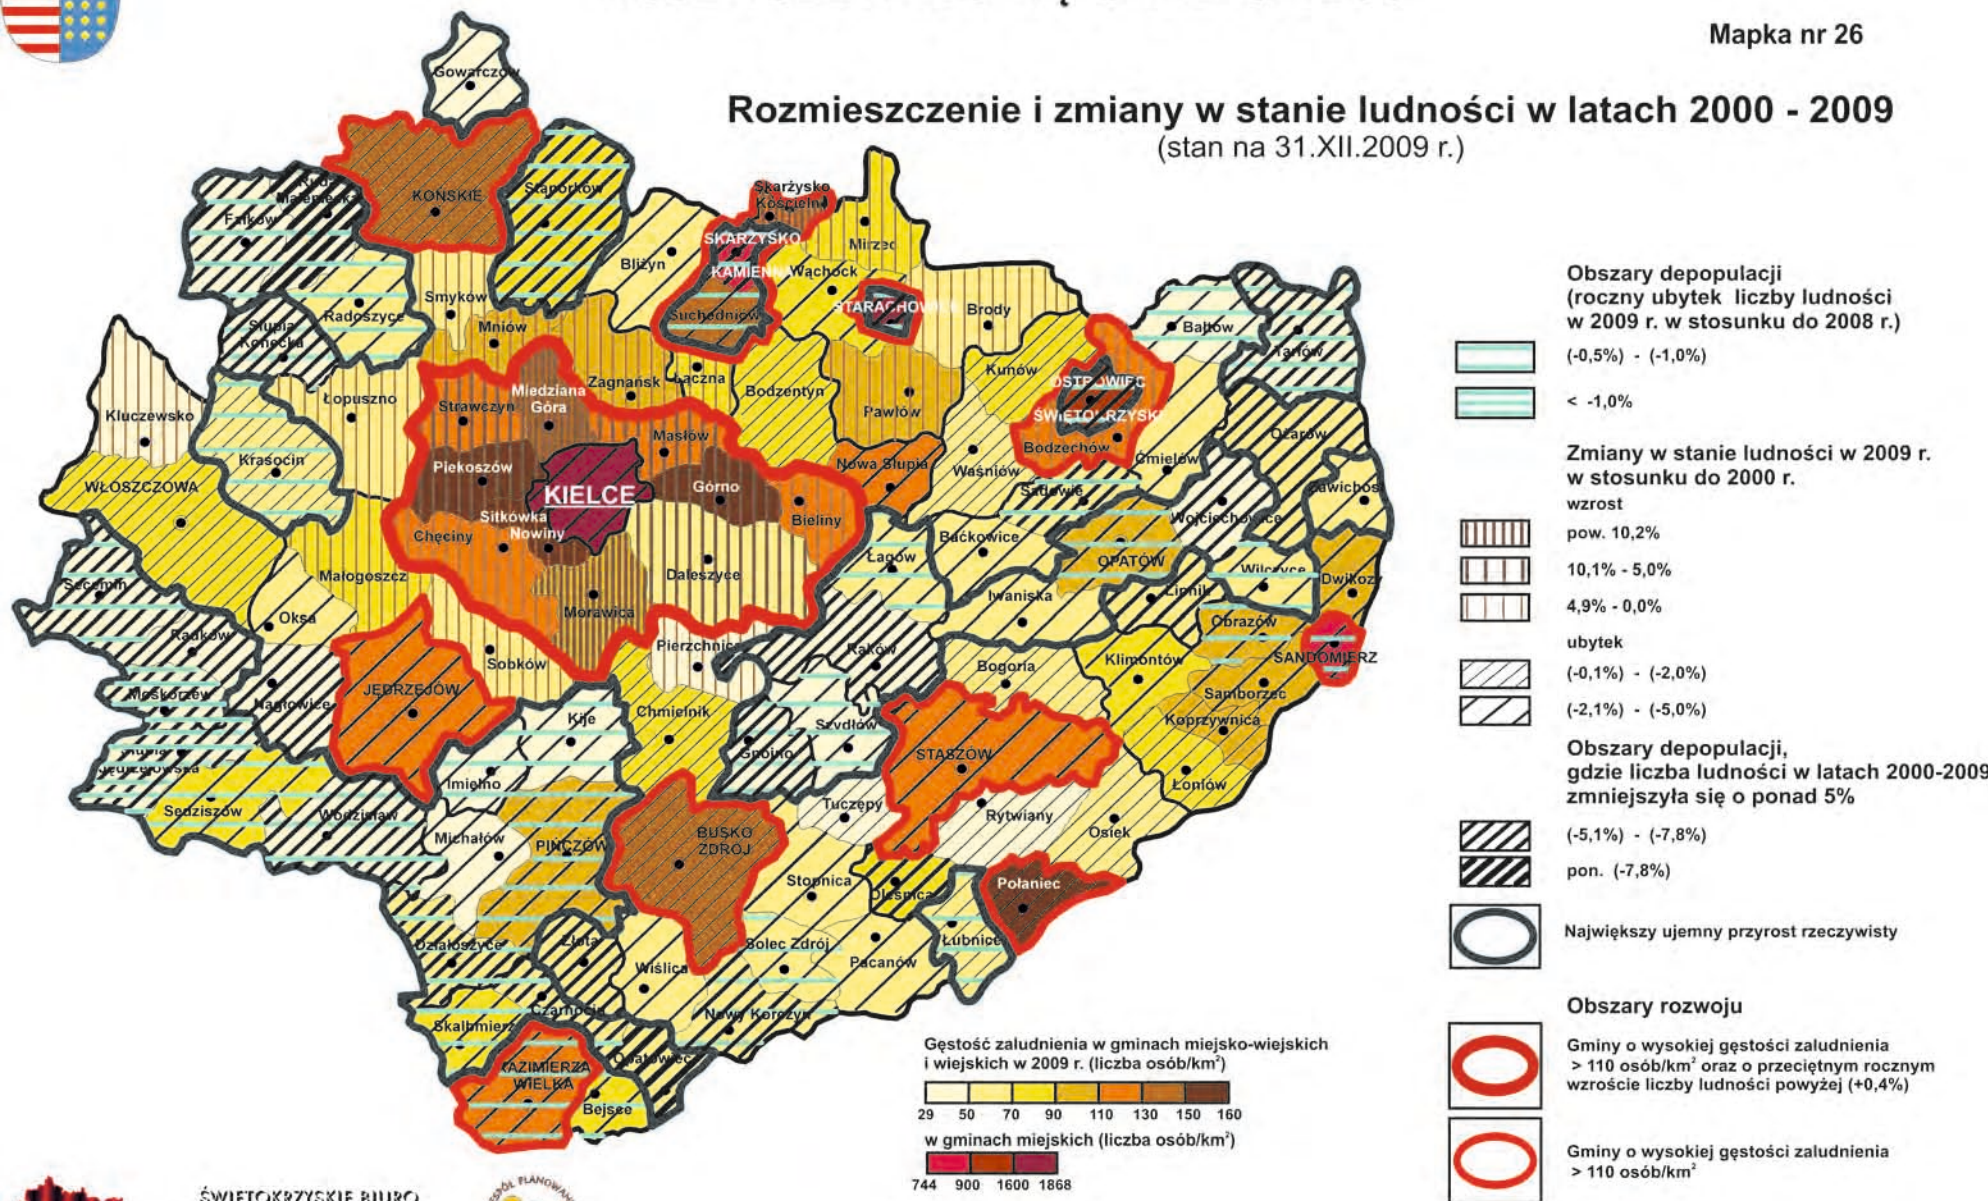 Mapka nr 26
Rozmieszczenie i zmiany w stanie ludności w latach 2000 - 2009
(stan na 31.XII.2009 r.)
Gowarczów
KOŃSKIE
Stąporków
Fałków
Radoszyce
Smyków
Słupia
Konecka
Mniów
Bliżyn
Skarżysko
Kościelne
SKARŻYSKO
KAMIENNA
Suchedniów
Mirzec
Wąchock
STARACHOWICE
Brody
Bałtów
Tarłów
Kluczewsko
Łopuszno
Krasocin
Strawczyn
Miedziana
Góra
Zagnańsk
Łączna
Bodzentyn
Pawłów
Kunów
OSTROWIEC
ŚWIĘTOKRZYSKI
Bodzechów
Ożarów
Ćmielów
WŁOSZCZOWA
Piekoszów
KIELCE
Masłów
Górno
Bieliny
Nowa Słupia
Waśniów
Sadowie
Wojciechowice
Zawichost
Sitkówka
Nowiny
Chęciny
Małogoszcz
Morawica
Daleszyce
Łagów
Baćkowice
OPATÓW
Wilczyce
Dwikozy
Secemin
Oksa
Iwaniska
Lipnik
Obrazów
SANDOMIERZ
Radków
Sobków
Pierzchnica
Raków
Bogoria
Klimontów
Samborzec
Moskorzew
Nagłowice
JĘDRZEJÓW
Kije
Chmielnik
Szydłów
Gnojno
STASZÓW
Koprzywnica
Słupia
Jędrzejowska
Imielno
Łoniów
Sędziszów
Wodzisław
Michałów
PIŃCZÓW
BUSKO
ZDRÓJ
Tuczępy
Rytwiany
Osiek
Stopnica
Oleśnica
Połaniec
Działoszyce
Złota
Wiślica
Solec Zdrój
Pacanów
Łubnice
Skalbmierz
Czarnocin
Nowy Korczyn
KAZIMIERZA
WIELKA
Opatowiec
Bejsce
Obszary depopulacji
(roczny ubytek liczby ludności
w 2009 r. w stosunku do 2008 r.)
(-0,5%) - (-1,0%)
< -1,0%
Zmiany w stanie ludności w 2009 r.
w stosunku do 2000 r.
wzrost
pow. 10,2%
10,1% - 5,0%
4,9% - 0,0%
ubytek
(-0,1%) - (-2,0%)
(-2,1%) - (-5,0%)
Obszary depopulacji,
gdzie liczba ludności w latach 2000-2009
zmniejszyła się o ponad 5%
(-5,1%) - (-7,8%)
pon. (-7,8%)
Największy ujemny przyrost rzeczywisty
Obszary rozwoju
Gminy o wysokiej gęstości zaludnienia
> 110 osób/km² oraz o przeciętnym rocznym
wzroście liczby ludności powyżej (+0,4%)
Gminy o wysokiej gęstości zaludnienia
> 110 osób/km²
Gęstość zaludnienia w gminach miejsko-wiejskich
i wiejskich w 2009 r. (liczba osób/km²)
29 50 70 90 110 130 150 160
w gminach miejskich (liczba osób/km²)
744 900 1600 1868
ŚWIĘTOKRZYSKIE BIURO